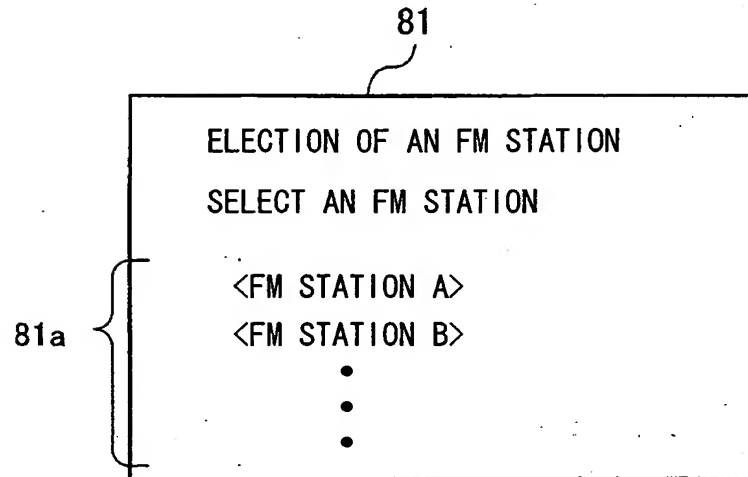 81
ELECTION OF AN FM STATION
SELECT AN FM STATION
<FM STATION A>
81a
<FM STATION B>